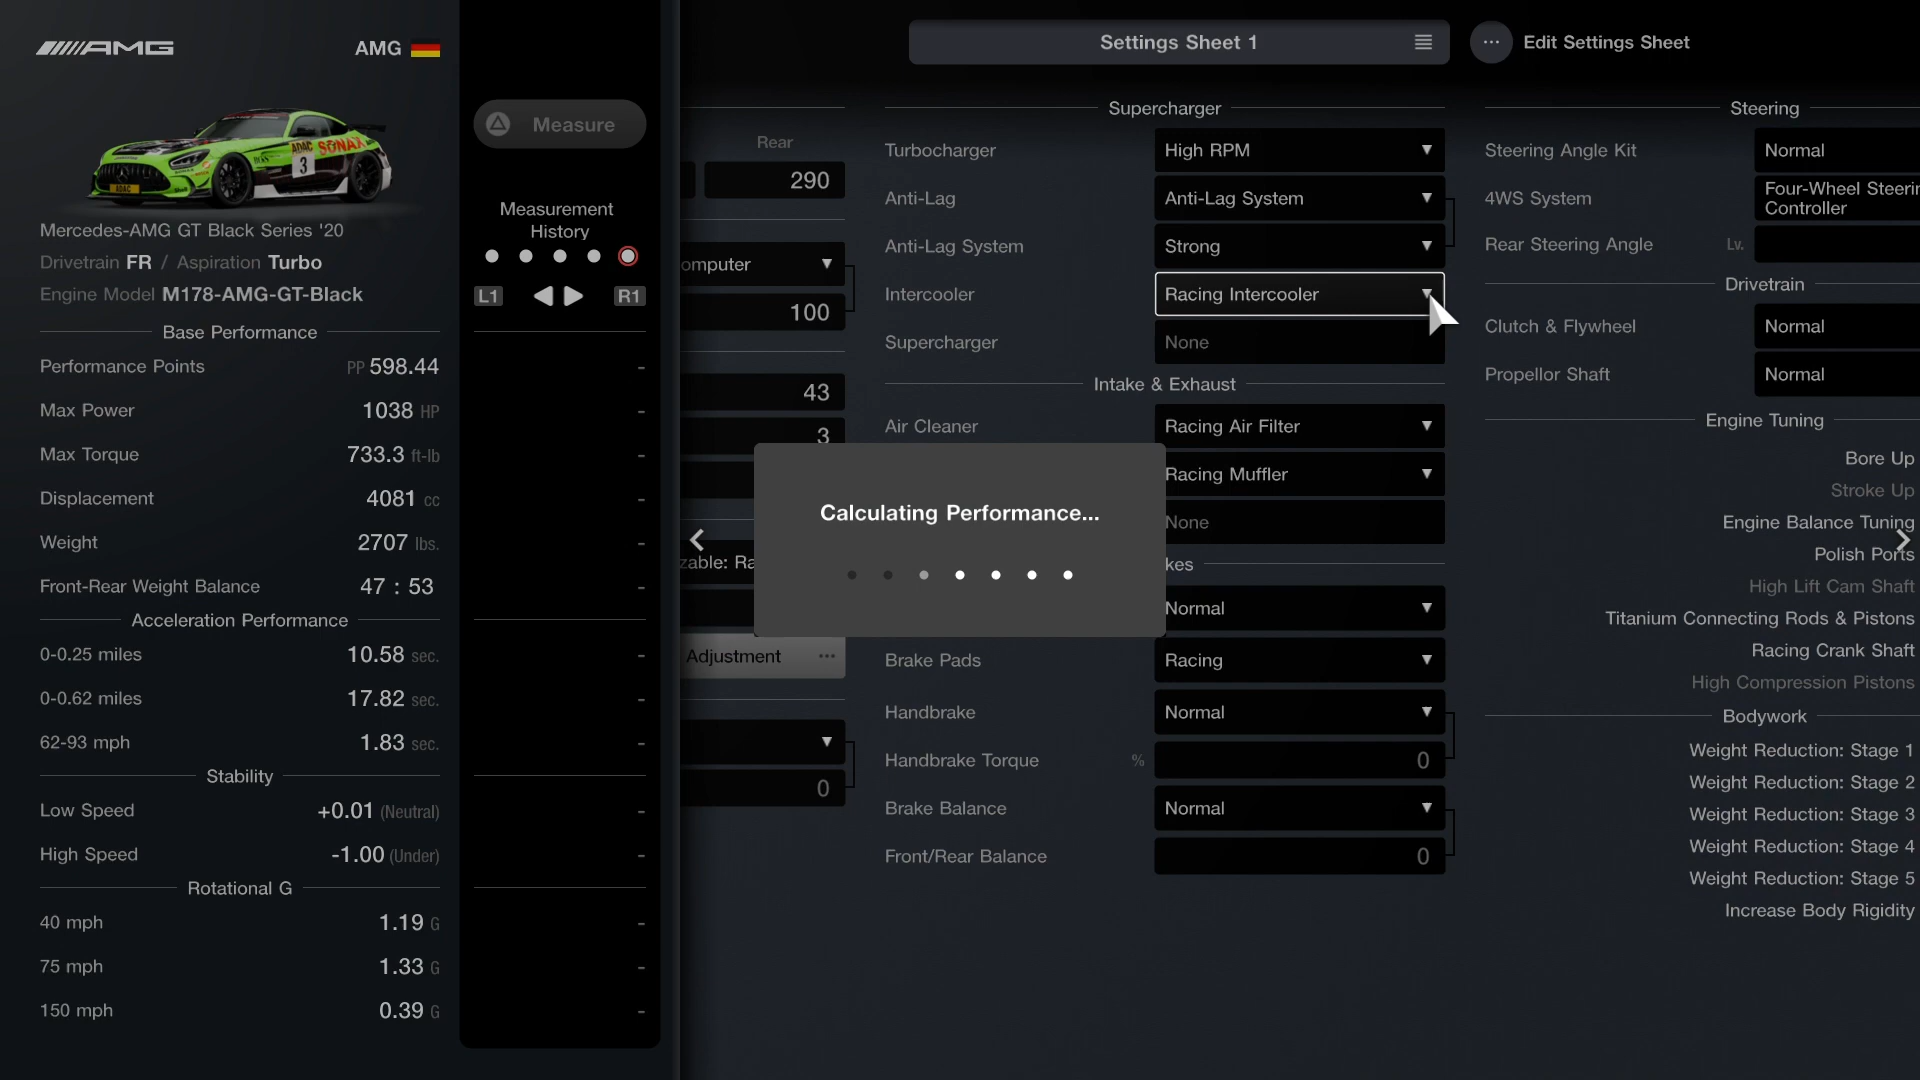 AMG
AMG
ADAC
SONAX
3
ADAC
Mercedes-AMG GT Black Series '20
Drivetrain FR / Aspiration Turbo
Engine Model M178-AMG-GT-Black
Base Performance
Performance Points PP 598.44
Max Power 1038 HP
Max Torque 733.3 ft-lb
Displacement 4081 cc
Weight 2707 lbs.
Front-Rear Weight Balance 47 : 53
Acceleration Performance
0-0.25 miles 10.58 sec.
0-0.62 miles 17.82 sec.
62-93 mph 1.83 sec.
Stability
Low Speed +0.01 (Neutral)
High Speed -1.00 (Under)
Rotational G
40 mph 1.19 G
75 mph 1.33 G
150 mph 0.39 G
Measure
Measurement
History
L1 R1
-
-
-
-
-
-
-
-
-
-
-
-
-
-
Settings Sheet 1
Edit Settings Sheet
Rear
290
omputer
100
43
3
zable: Ra
Adjustment
0
Supercharger
Turbocharger High RPM
Anti-Lag Anti-Lag System
Anti-Lag System Strong
Intercooler Racing Intercooler
Supercharger None
Intake & Exhaust
Air Cleaner Racing Air Filter
Racing Muffler
None
kes
Normal
Brake Pads Racing
Handbrake Normal
Handbrake Torque % 0
Brake Balance Normal
Front/Rear Balance 0
Calculating Performance...
Steering
Steering Angle Kit Normal
4WS System Four-Wheel Steerin
Controller
Rear Steering Angle Lv.
Drivetrain
Clutch & Flywheel Normal
Propellor Shaft Normal
Engine Tuning
Bore Up
Stroke Up
Engine Balance Tuning
Polish Ports
High Lift Cam Shaft
Titanium Connecting Rods & Pistons
Racing Crank Shaft
High Compression Pistons
Bodywork
Weight Reduction: Stage 1
Weight Reduction: Stage 2
Weight Reduction: Stage 3
Weight Reduction: Stage 4
Weight Reduction: Stage 5
Increase Body Rigidity